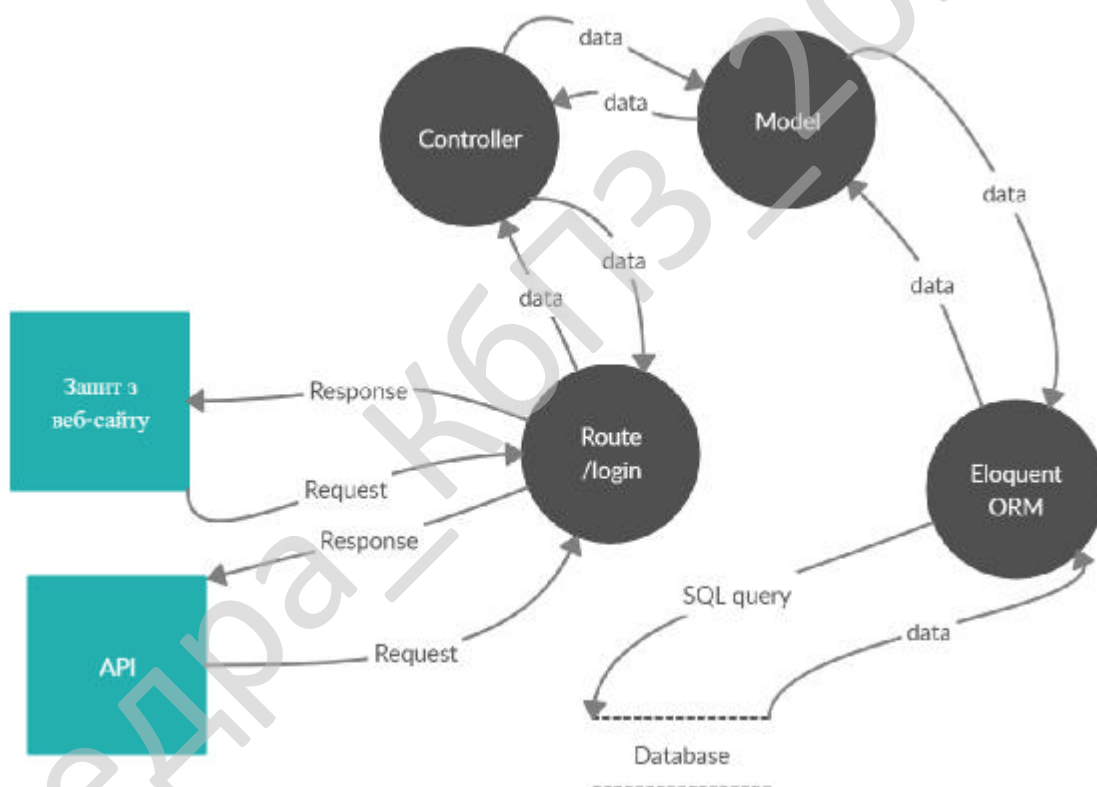 data
data
Controller
Model
data
data
data
data
Запит з
веб-сайту
Response
Route
/login
Request
Eloquent
ORM
Response
SQL query
API
Request
data
Database
едра_КбПЗ_20